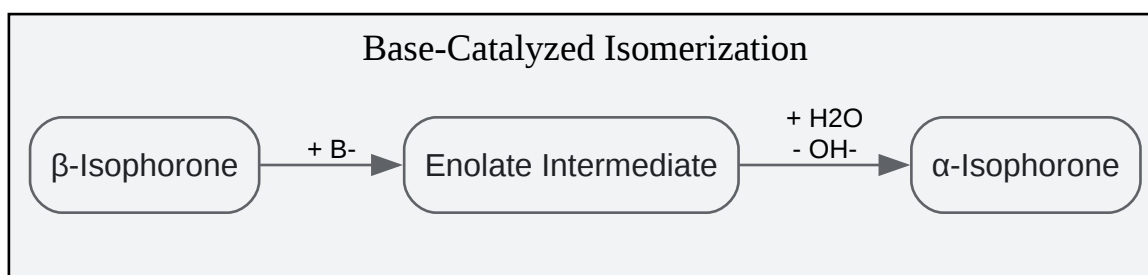 Base-Catalyzed Isomerization
β-Isophorone
+ B-
Enolate Intermediate
+ H2O
- OH-
α-Isophorone